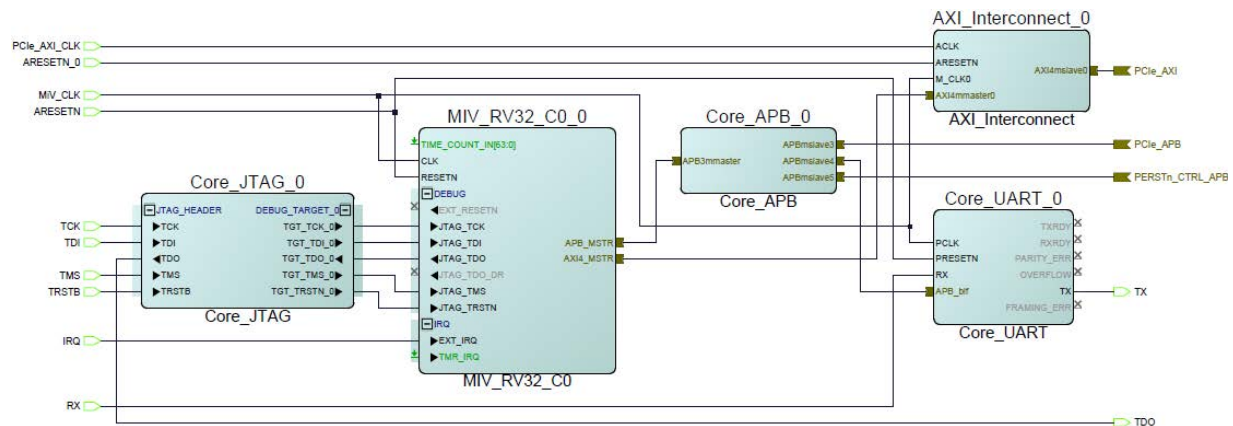 AXI_Interconnect_0
PCIe_AXI_CLK
ARESETN_0
ACLK
ARESETN
M_CLK0
AXI4mmaster0
AXI4mslave0
PCIe_AXI
AXI_Interconnect
MiV_CLK
ARESETN
MIV_RV32_C0_0
TIME_COUNT_IN[63:0]
CLK
RESETN
DEBUG
EXT_RESETN
JTAG_TCK
JTAG_TDI
JTAG_TDO
JTAG_TDO_DR
JTAG_TMS
JTAG_TRSTN
IRQ
EXT_IRQ
TMR_IRQ
APB_MSTR
AXI4_MSTR
MIV_RV32_C0
Core_APB_0
APB3mmaster
APBmslave3
APBmslave4
APBmslave5
Core_APB
PCIe_APB
PERSTn_CTRL_APB
Core_JTAG_0
JTAG_HEADER
TCK
TDI
TDO
TMS
TRSTB
DEBUG_TARGET_0
TGT_TCK_0
TGT_TDI_0
TGT_TDO_0
TGT_TMS_0
TGT_TRSTN_0
Core_JTAG
TCK
TDI
TMS
TRSTB
IRQ
RX
Core_UART_0
PCLK
PRESETN
RX
APB_bif
TXRDY
RXRDY
PARITY_ERR
OVERFLOW
TX
FRAMING_ERR
Core_UART
TX
TDO